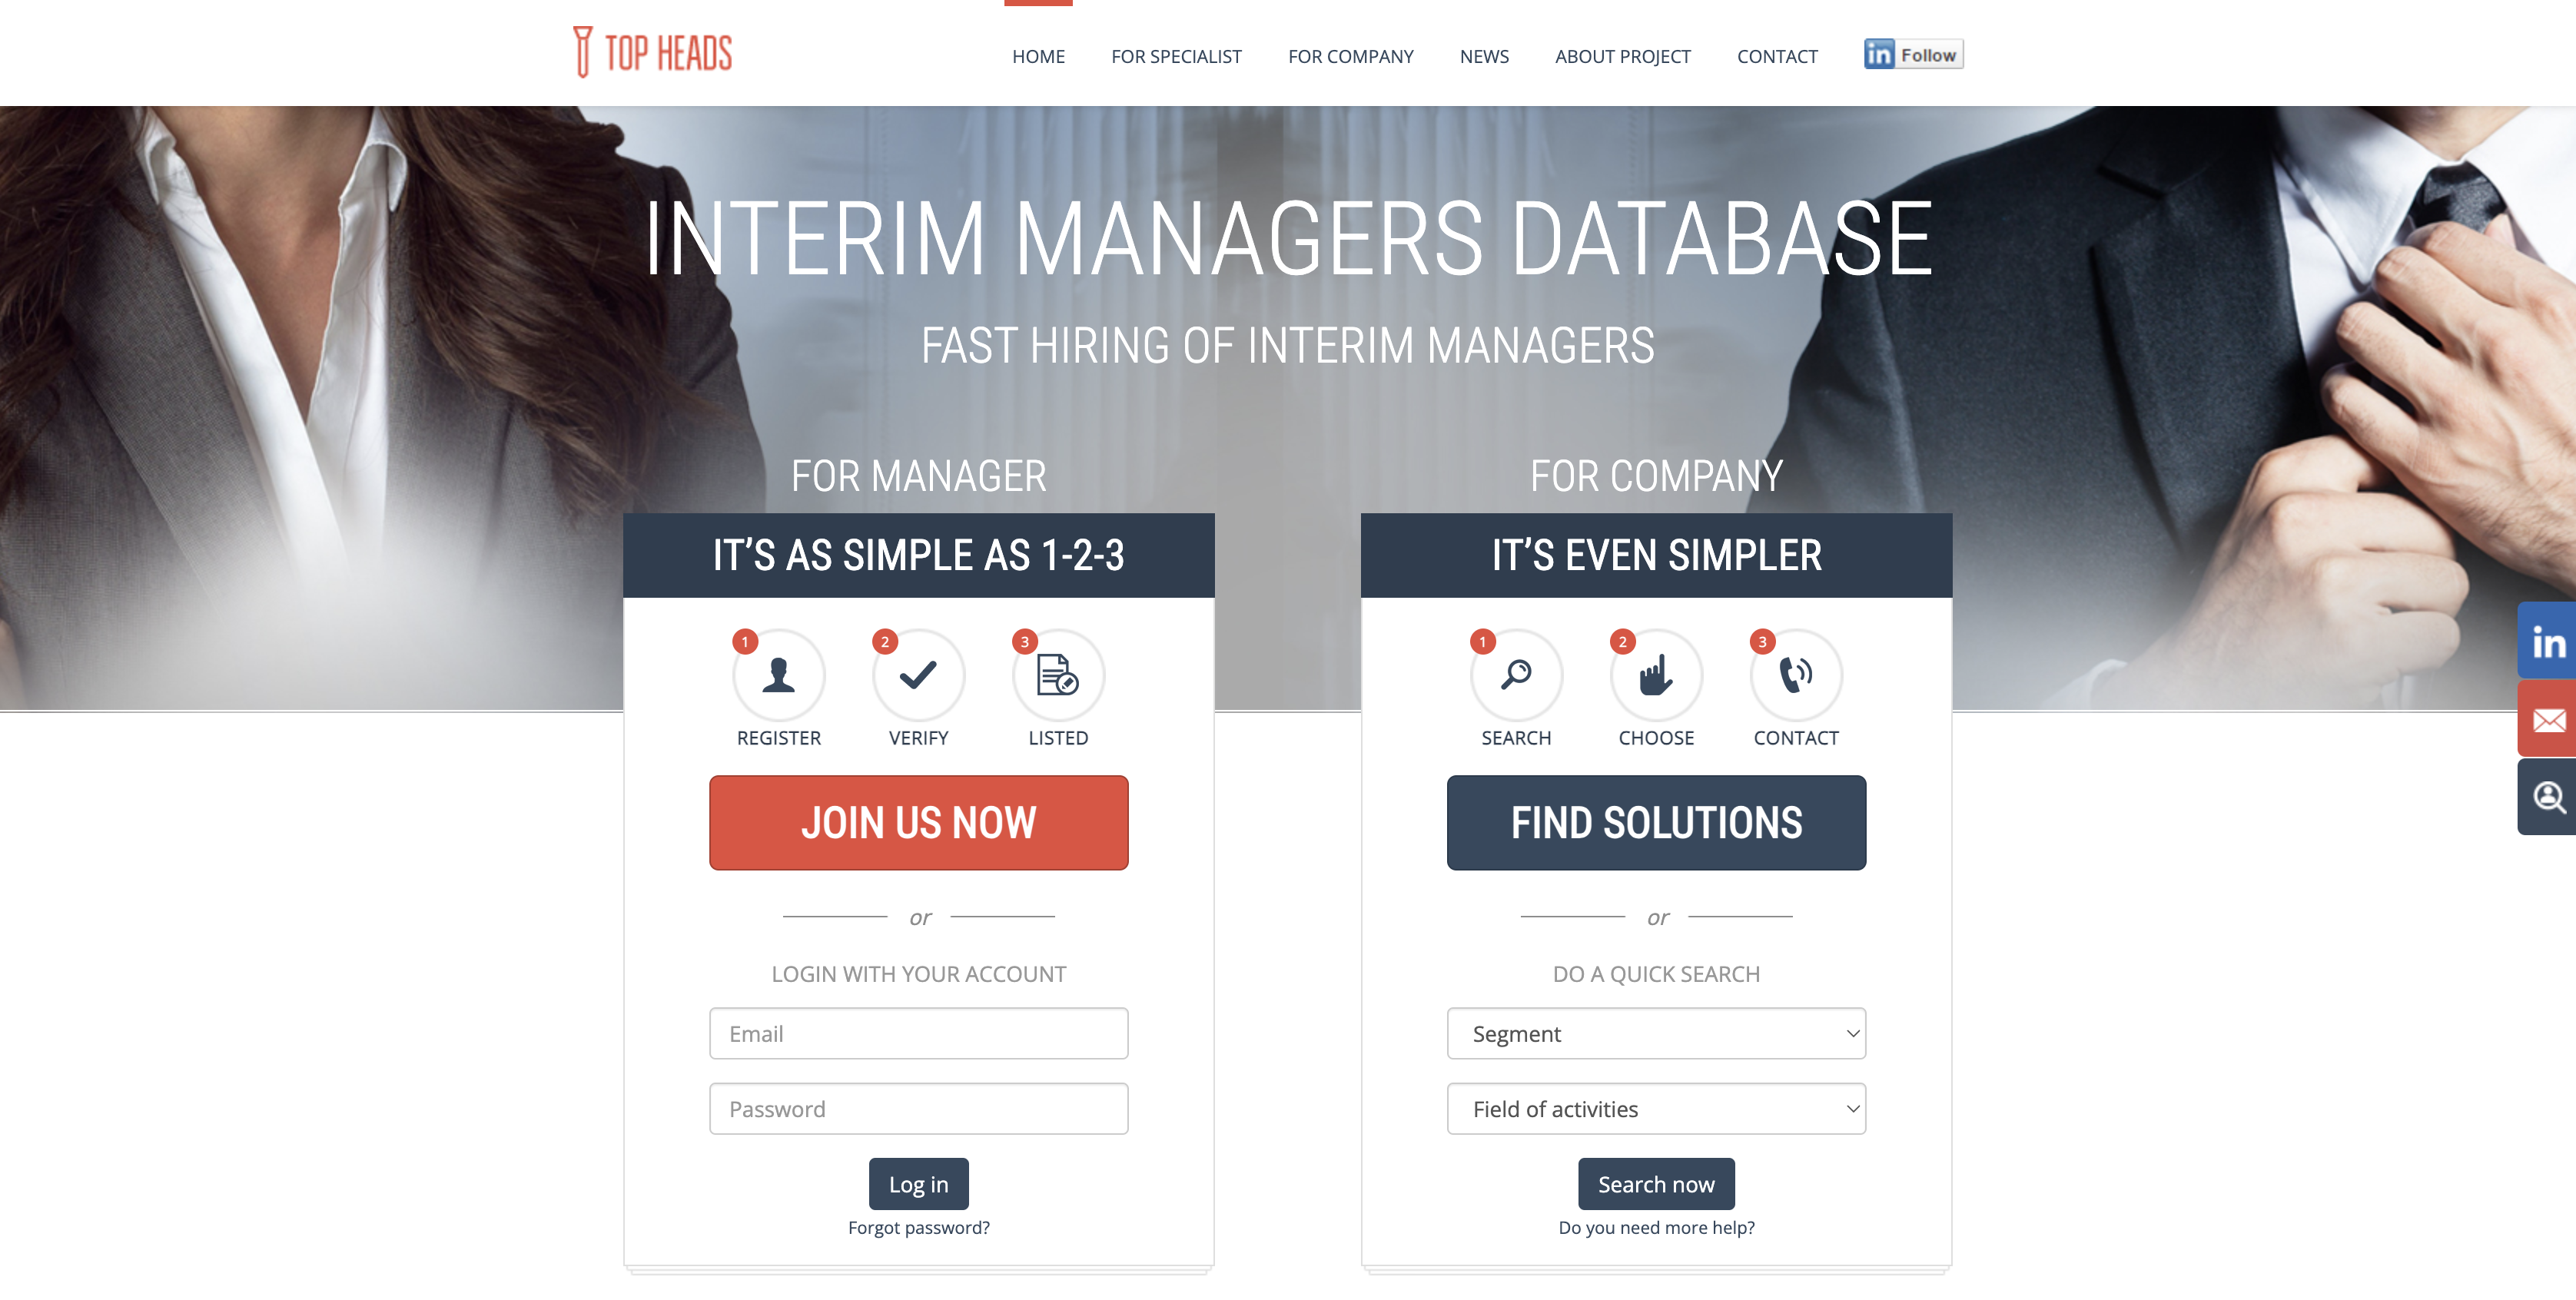 TOP HEADS
HOME FOR SPECIALIST FOR COMPANY NEWS ABOUT PROJECT CONTACT in Follow
INTERIM MANAGERS DATABASE
FAST HIRING OF INTERIM MANAGERS
FOR MANAGER
IT’S AS SIMPLE AS 1-2-3
1 2 3
REGISTER VERIFY LISTED
JOIN US NOW
or
LOGIN WITH YOUR ACCOUNT
Email
Password
Log in
Forgot password?
FOR COMPANY
IT’S EVEN SIMPLER
1 2 3
SEARCH CHOOSE CONTACT
FIND SOLUTIONS
or
DO A QUICK SEARCH
Segment
Field of activities
Search now
Do you need more help?
in